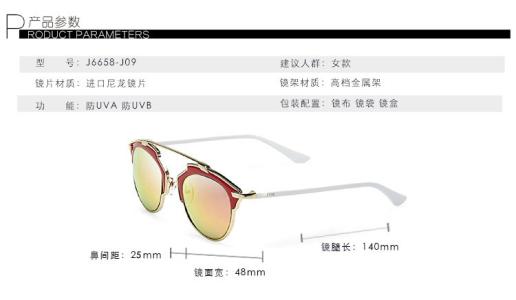 产品参数
PRODUCT PARAMETERS
型 号：J6658-J09 建议人群：女款
镜片材质：进口尼龙镜片 镜架材质：高档金属架
功 能：防UVA 防UVB 包装配置：镜布 镜袋 镜盒
鼻间距：25mm
镜面宽：48mm
镜腿长：140mm